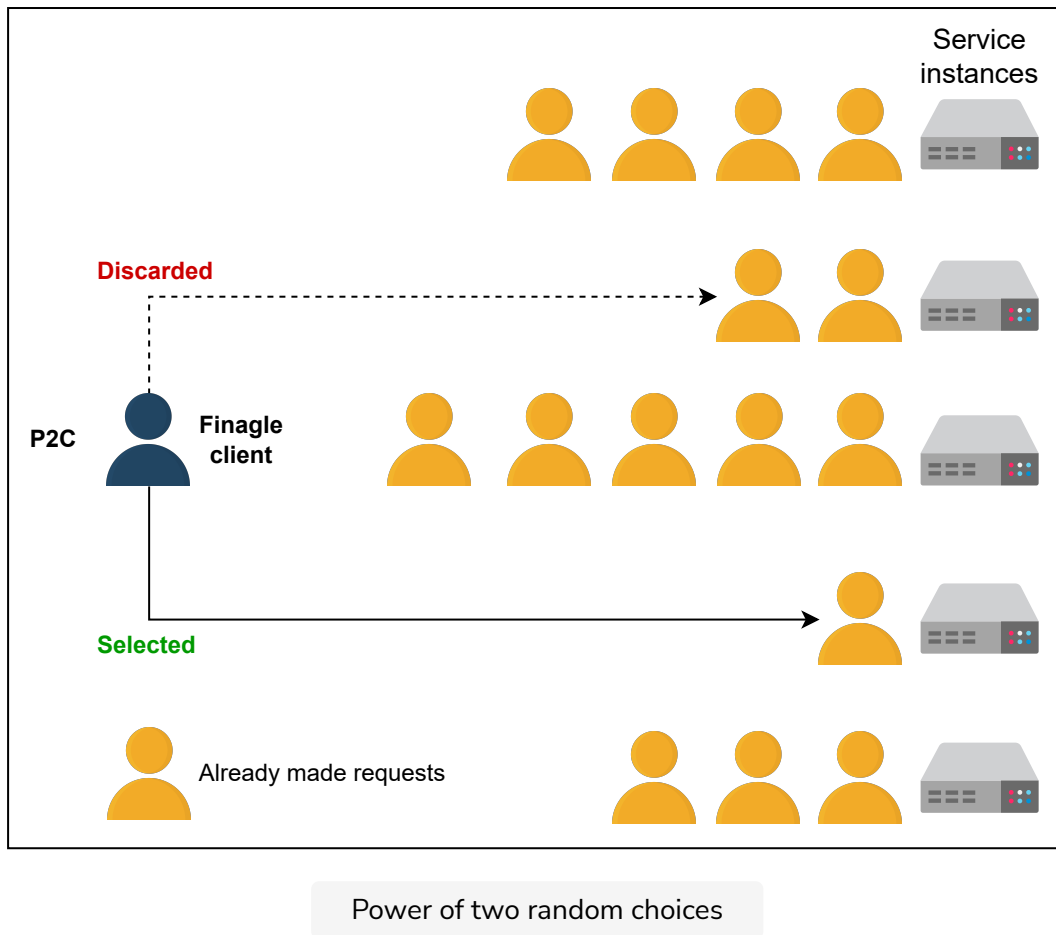 Service
instances
Discarded
P2C
Finagle
client
Selected
Already made requests
Power of two random choices